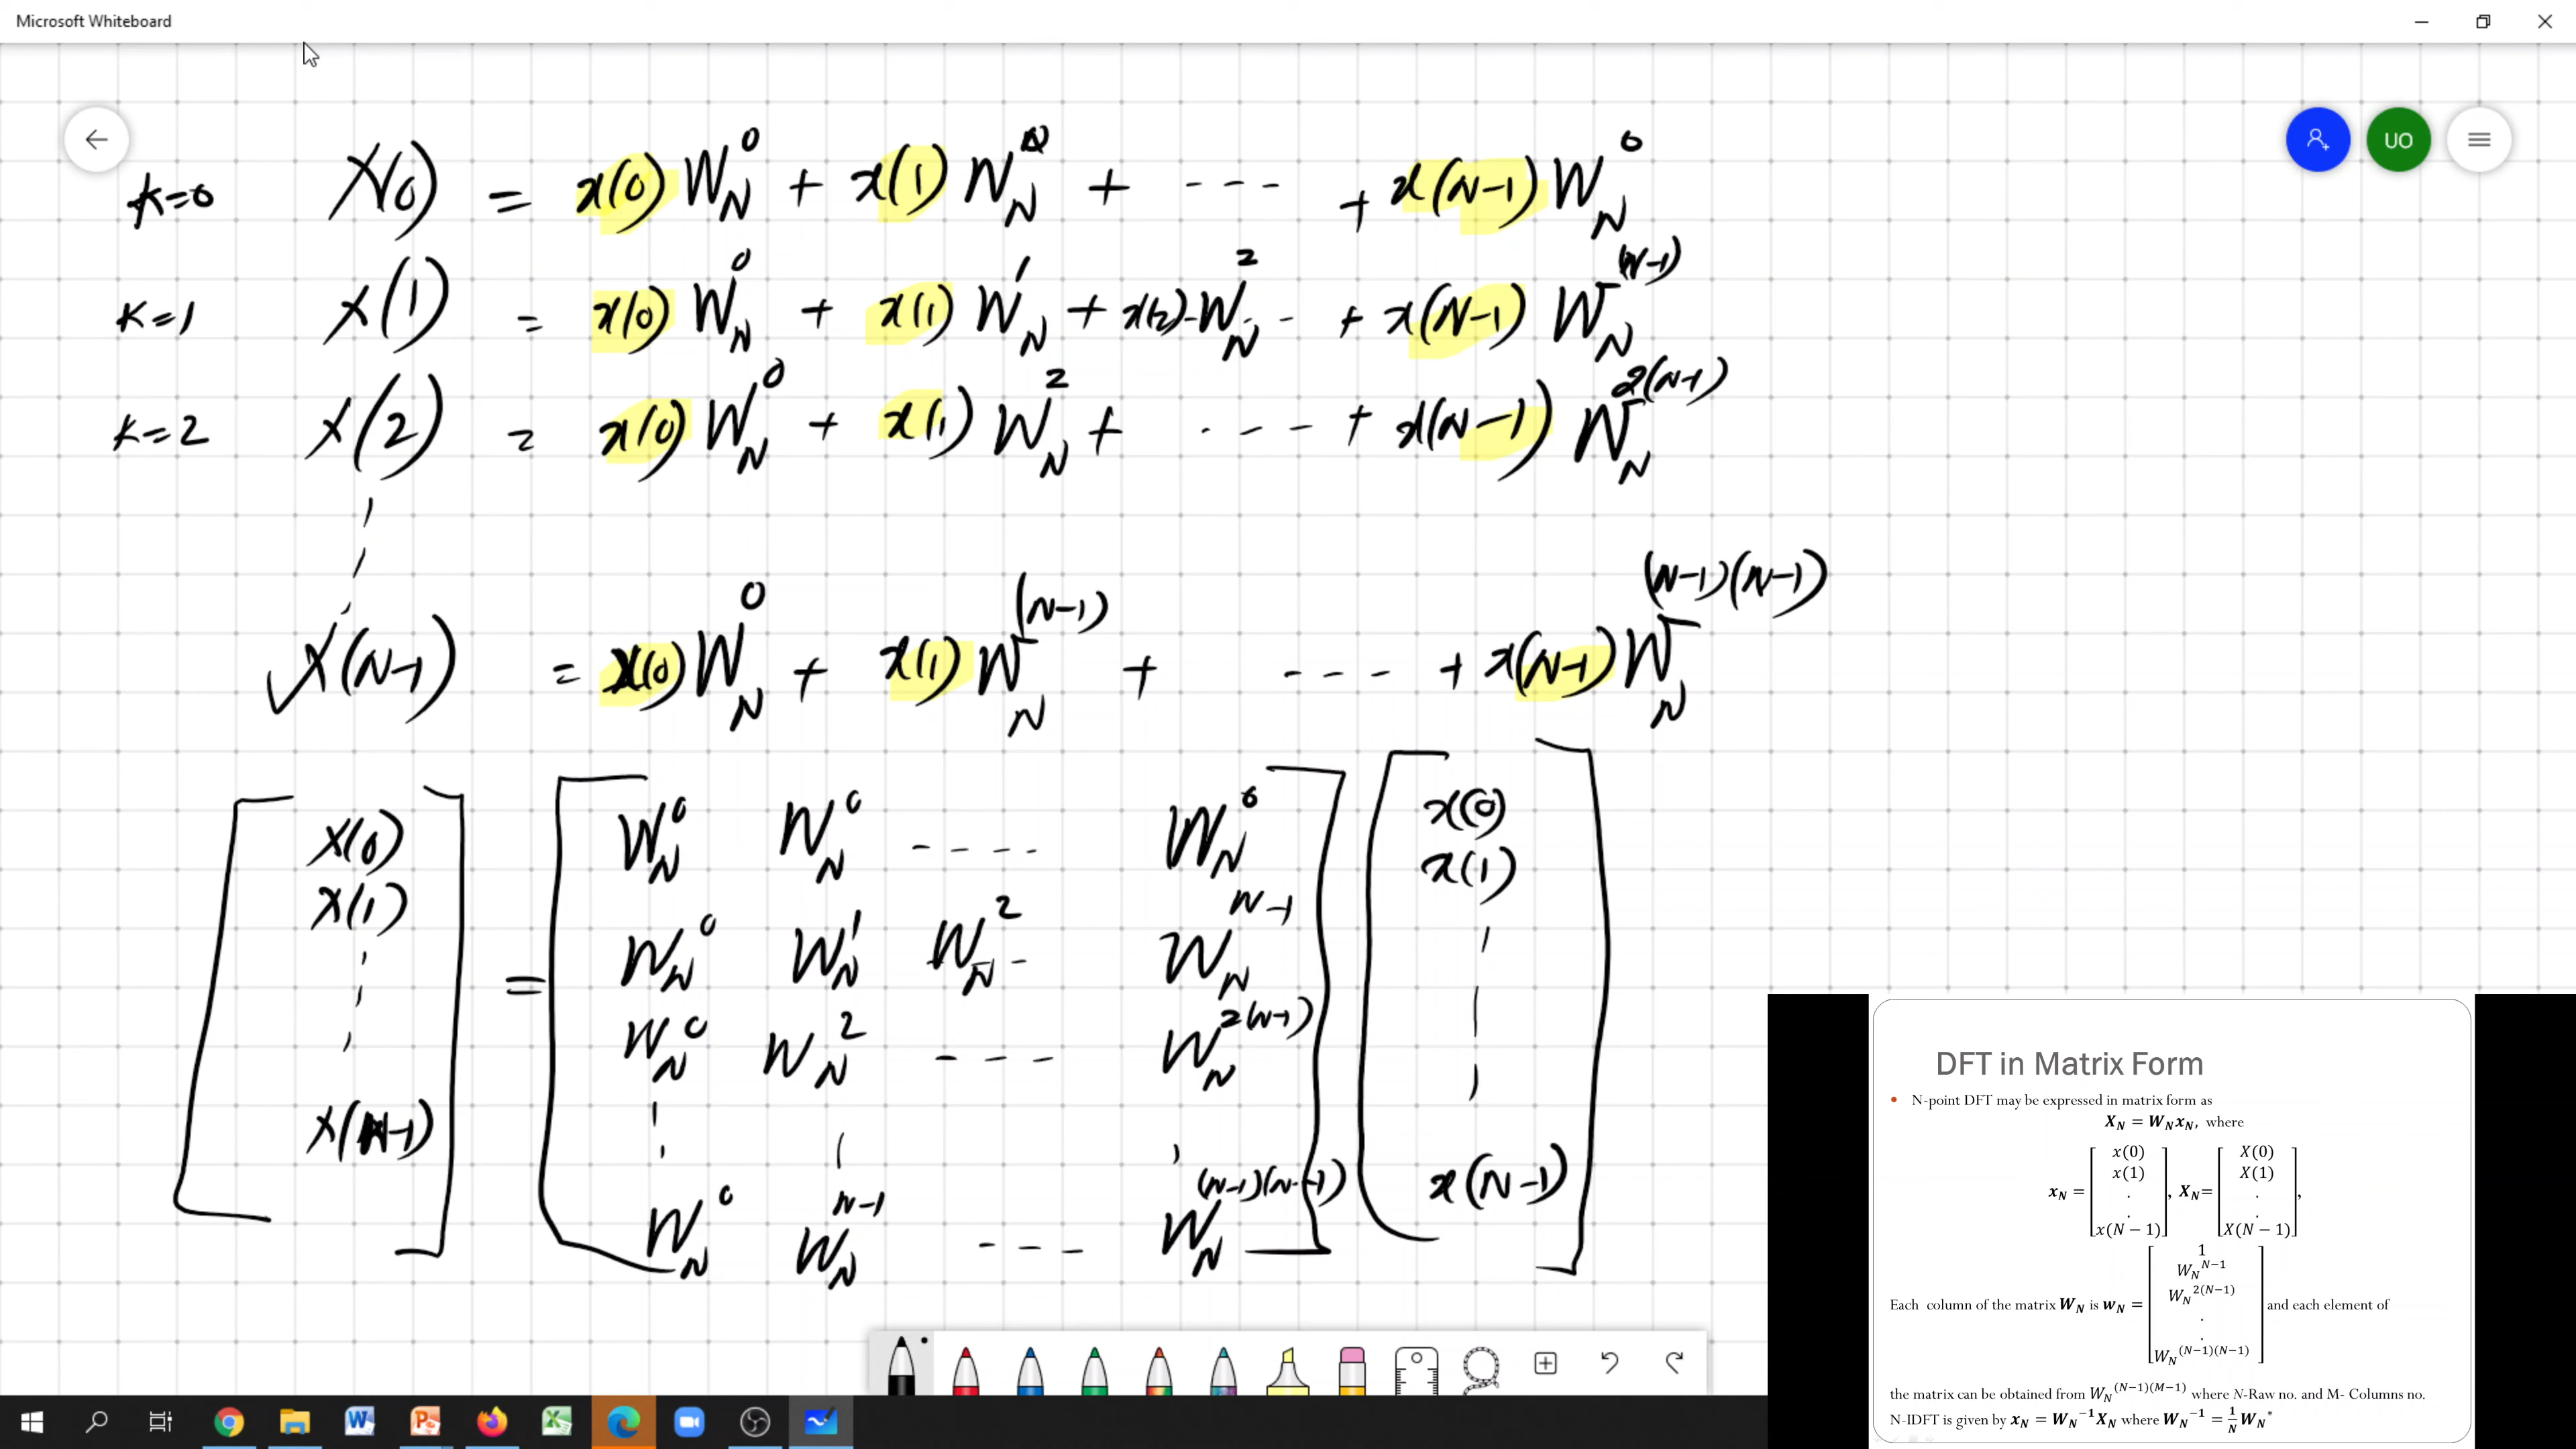 Microsoft Whiteboard
UO
K=0 X(0) = x(0) W_N^0 + x(1) W_N^0 + --- + x(N-1) W_N^0
K=1 X(1) = x(0) W_N^0 + x(1) W_N^1 + x(2) W_N^2 -- + x(N-1) W_N^(N-1)
K=2 X(2) = x(0) W_N^0 + x(1) W_N^2 + ---- + x(N-1) W_N^2(N-1)
X(N-1) = x(0) W_N^0 + x(1) W_N^(N-1) + ---- + x(N-1) W_N^(N-1)(N-1)
X(0) W_N^0 W_N^0 ---- W_N^0 x(0)
X(1) = W_N^0 W_N^1 W_N^2 - W_N^N-1 x(1)
W_N^0 W_N^2 --- W_N^2(N-1)
X(N-1) W_N^0 W_N^N-1 --- W_N^(N-1)(N-1) x(N-1)
DFT in Matrix Form
• N-point DFT may be expressed in matrix form as
X_N = W_N x_N, where
x_N = [x(0) x(1) . . x(N − 1)], X_N= [X(0) X(1) . . X(N − 1)],
Each column of the matrix W_N is w_N = [1 W_N^N−1 W_N^2(N−1) . . W_N^(N−1)(N−1)] and each element of
the matrix can be obtained from W_N^(N−1)(M−1) where N-Raw no. and M- Columns no.
N-IDFT is given by x_N = W_N^−1 X_N where W_N^−1 = 1/N W_N^*